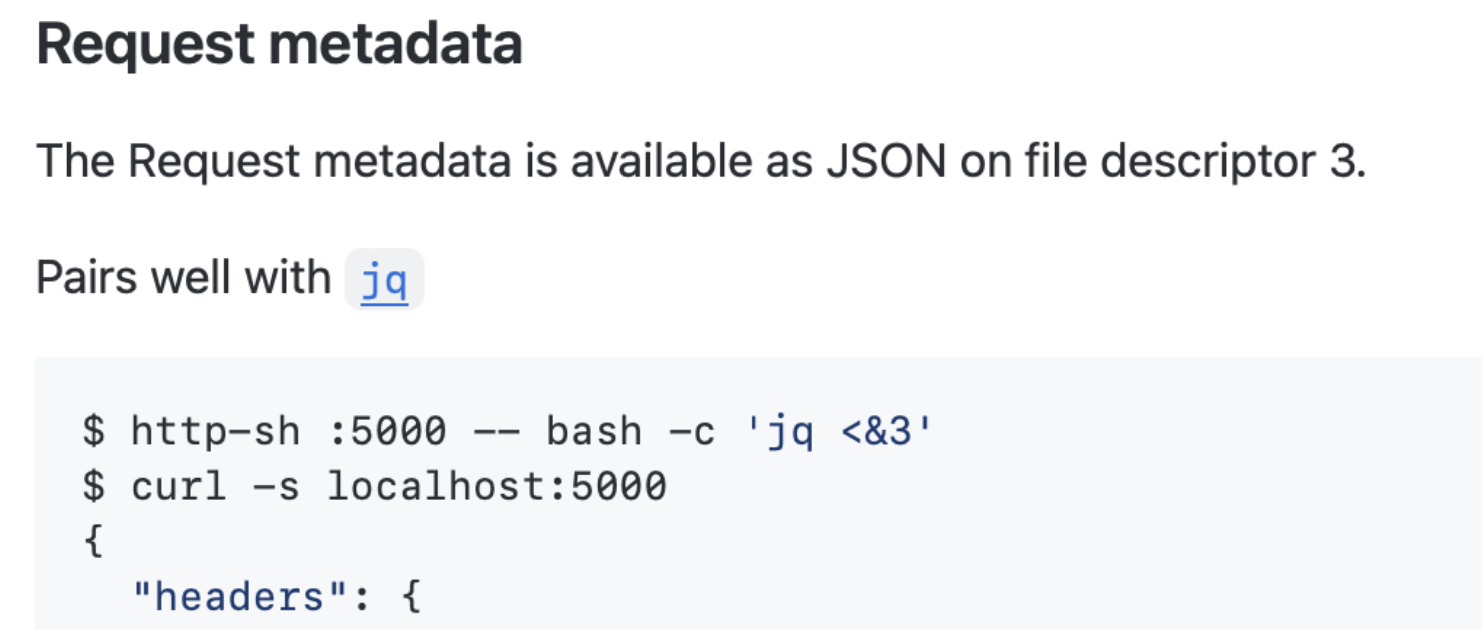 Request metadata
The Request metadata is available as JSON on file descriptor 3.
Pairs well with jq
$ http-sh :5000 -- bash -c 'jq <&3'
$ curl -s localhost:5000
{
  "headers": {